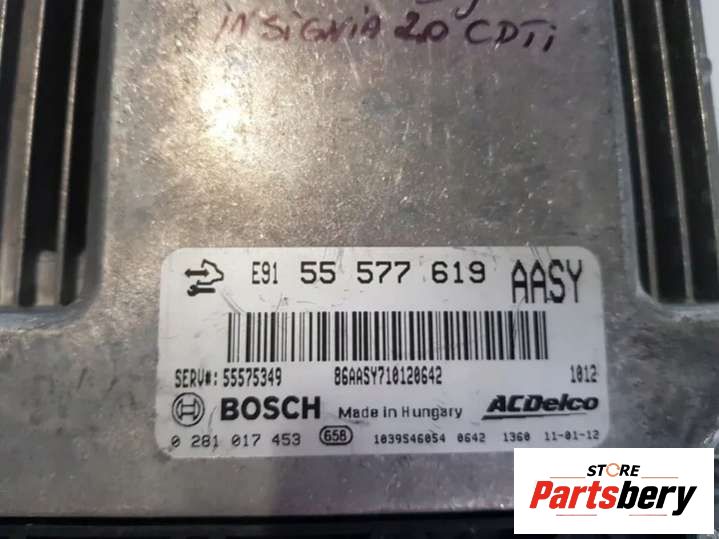 INSIGNIA 2.0 CDTi
E91 55 577 619 AASY
SERV#: 55575349 86AASY710120642 1012
BOSCH Made in Hungary ACDelco
0 281 017 453 658 1039S46054 0642 1360 11-01-12
STORE
Partsbery